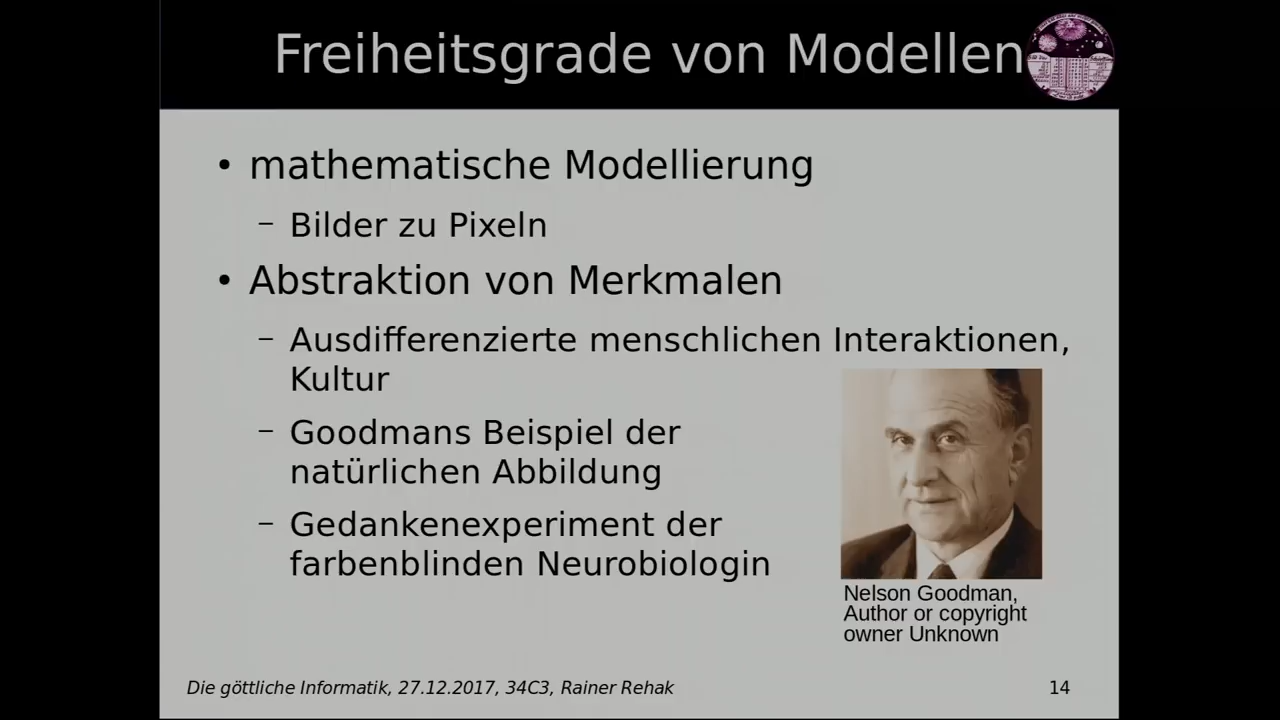 Freiheitsgrade von Modellen
• mathematische Modellierung
– Bilder zu Pixeln
• Abstraktion von Merkmalen
– Ausdifferenzierte menschlichen Interaktionen,
Kultur
– Goodmans Beispiel der
natürlichen Abbildung
– Gedankenexperiment der
farbenblinden Neurobiologin
Nelson Goodman,
Author or copyright
owner Unknown
Die göttliche Informatik, 27.12.2017, 34C3, Rainer Rehak
14